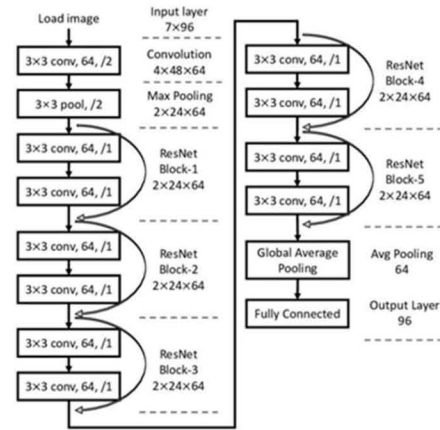 Load image
Input layer
7×96
3×3 conv, 64, /2
Convolution
4×48×64
3×3 pool, /2
Max Pooling
2×24×64
3×3 conv, 64, /1
3×3 conv, 64, /1
ResNet
Block-1
2×24×64
3×3 conv, 64, /1
3×3 conv, 64, /1
ResNet
Block-2
2×24×64
3×3 conv, 64, /1
3×3 conv, 64, /1
ResNet
Block-3
2×24×64
3×3 conv, 64, /1
3×3 conv, 64, /1
ResNet
Block-4
2×24×64
3×3 conv, 64, /1
3×3 conv, 64, /1
ResNet
Block-5
2×24×64
Global Average
Pooling
Avg Pooling
64
Fully Connected
Output Layer
96